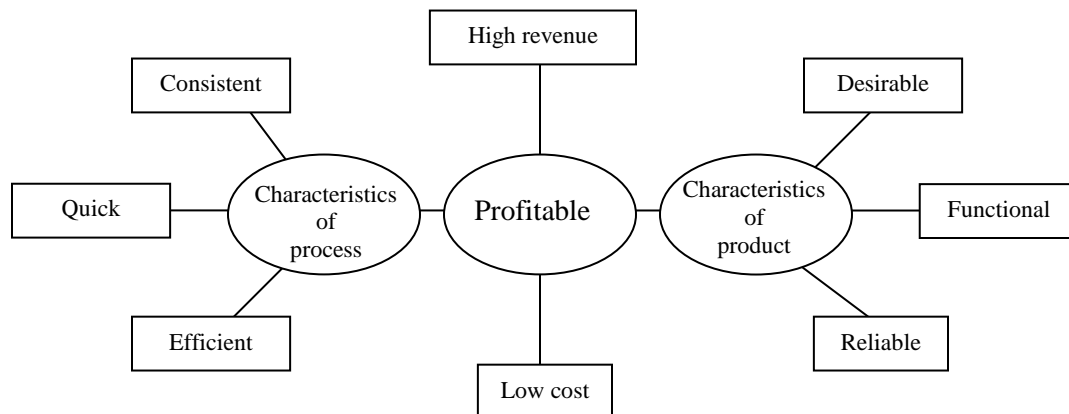 High revenue
Consistent
Desirable
Quick
Characteristics
of
process
Profitable
Characteristics
of
product
Functional
Efficient
Reliable
Low cost